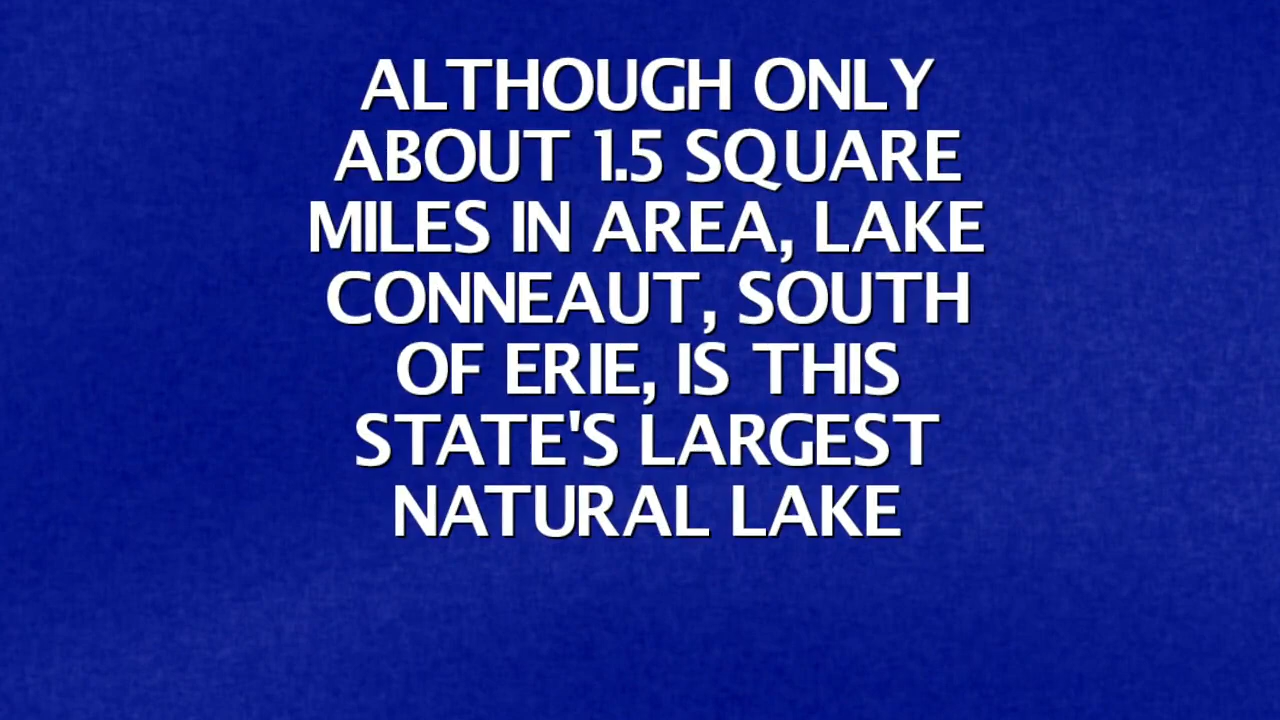 ALTHOUGH ONLY
ABOUT 1.5 SQUARE
MILES IN AREA, LAKE
CONNEAUT, SOUTH
OF ERIE, IS THIS
STATE'S LARGEST
NATURAL LAKE